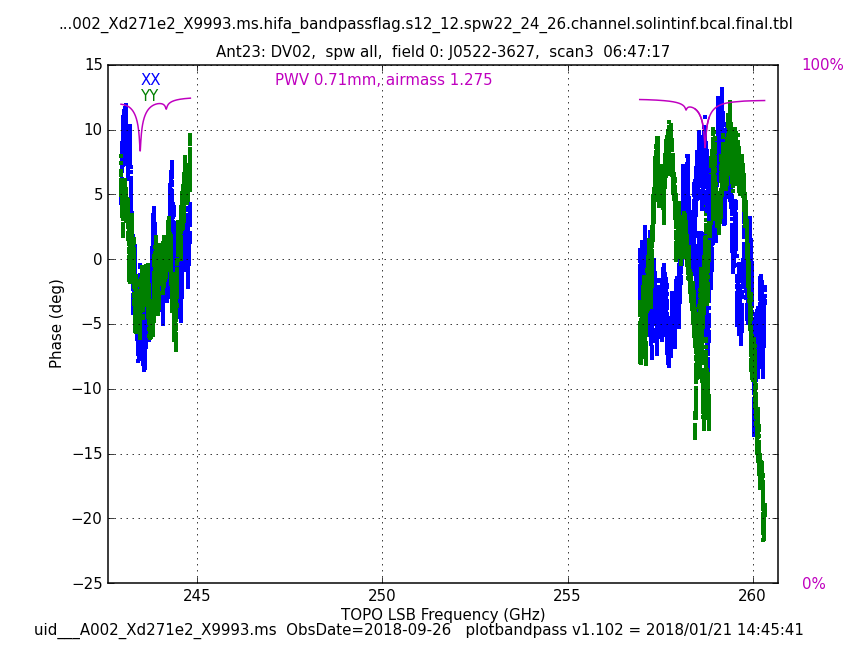 ...002_Xd271e2_X9993.ms.hifa_bandpassflag.s12_12.spw22_24_26.channel.solintinf.bcal.final.tbl
Ant23: DV02, spw all, field 0: J0522-3627, scan3 06:47:17
15 100%
XX PWV 0.71mm, airmass 1.275
YY
10
5
0
−5
−10
−15
−20
−25 0%
Phase (deg)
245 250 255 260
TOPO LSB Frequency (GHz)
uid___A002_Xd271e2_X9993.ms ObsDate=2018-09-26 plotbandpass v1.102 = 2018/01/21 14:45:41